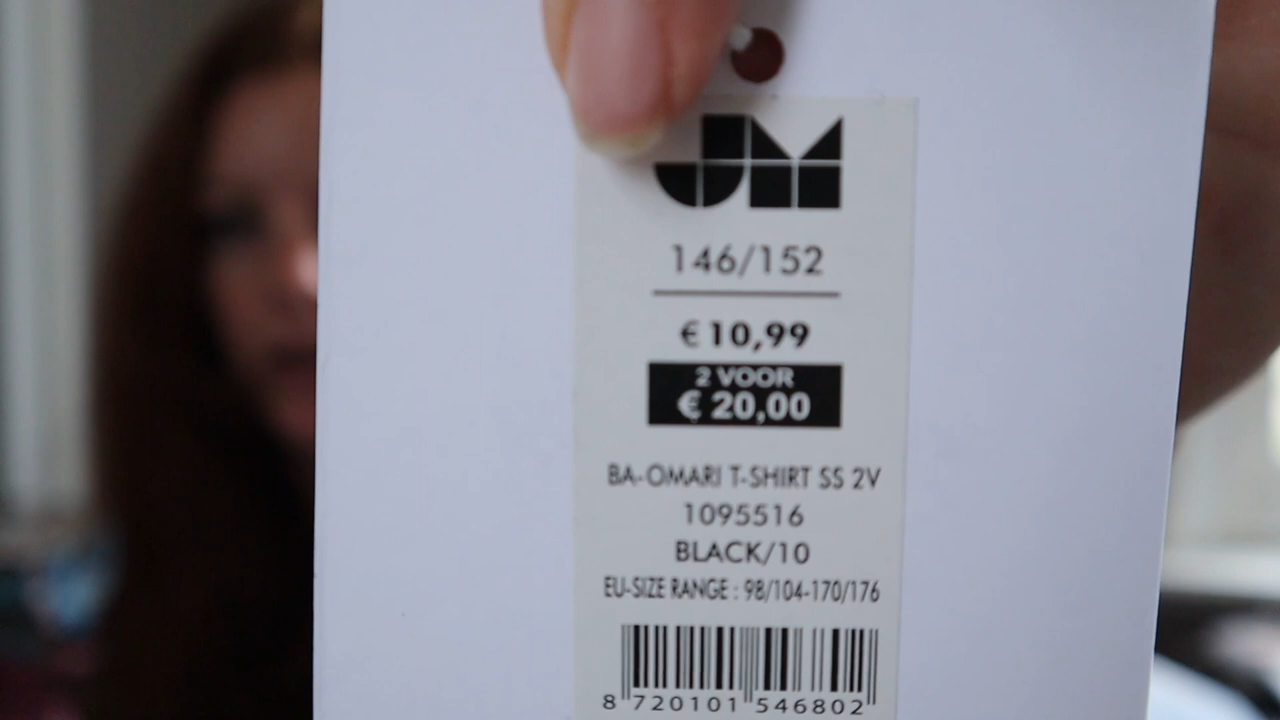 JM
146/152
€ 10,99
2 VOOR
€ 20,00
BA-OMARI T-SHIRT SS 2V
1095516
BLACK/10
EU-SIZE RANGE : 98/104-170/176
8 720101 546802